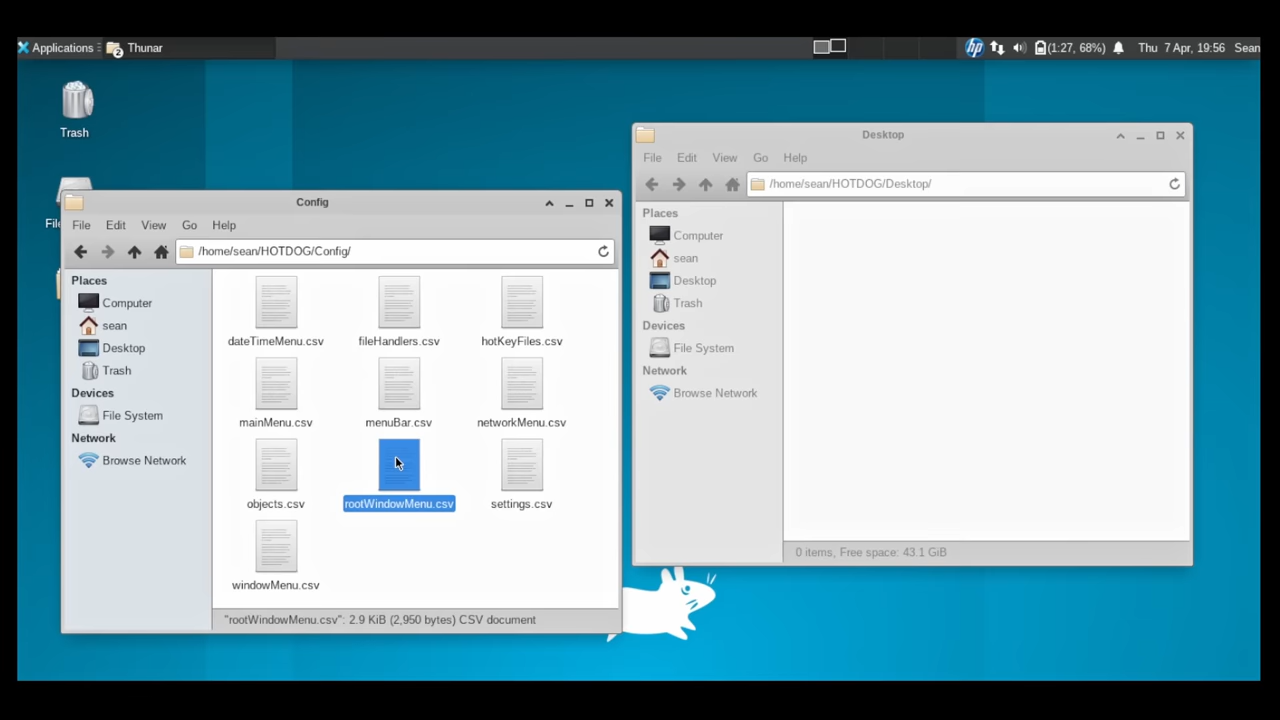 Applications
2
Thunar
hp
(1:27, 68%)
Thu 7 Apr, 19:56
Sean
Trash
Desktop
File Edit View Go Help
/home/sean/HOTDOG/Desktop/
Places
Computer
sean
Desktop
Trash
Devices
File System
Network
Browse Network
0 items, Free space: 43.1 GiB
Config
File Edit View Go Help
/home/sean/HOTDOG/Config/
Places
Computer
sean
Desktop
Trash
Devices
File System
Network
Browse Network
dateTimeMenu.csv fileHandlers.csv hotKeyFiles.csv
mainMenu.csv menuBar.csv networkMenu.csv
objects.csv rootWindowMenu.csv settings.csv
windowMenu.csv
"rootWindowMenu.csv": 2.9 KiB (2,950 bytes) CSV document